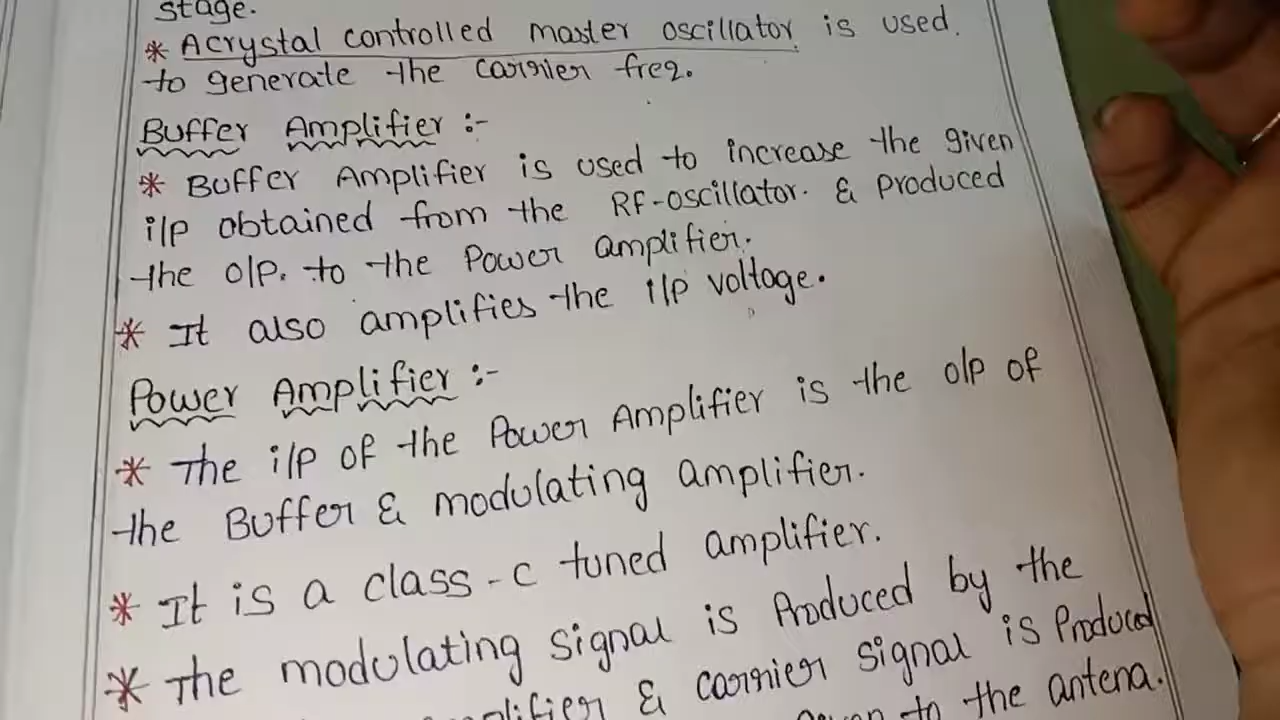 stage.
* A crystal controlled master oscillator is used.
to generate the carrier freq.
Buffer Amplifier :-
* Buffer Amplifier is used to increase the given
i/p obtained from the RF-oscillator. & produced
the o/p. to the Power amplifier.
* It also amplifies the i/p voltage.
Power Amplifier :-
* The i/p of the Power Amplifier is the o/p of
the Buffer & modulating amplifier.
* It is a class-c tuned amplifier.
* The modulating signal is Produced by the
& carrier signal is Produced
to the antena.